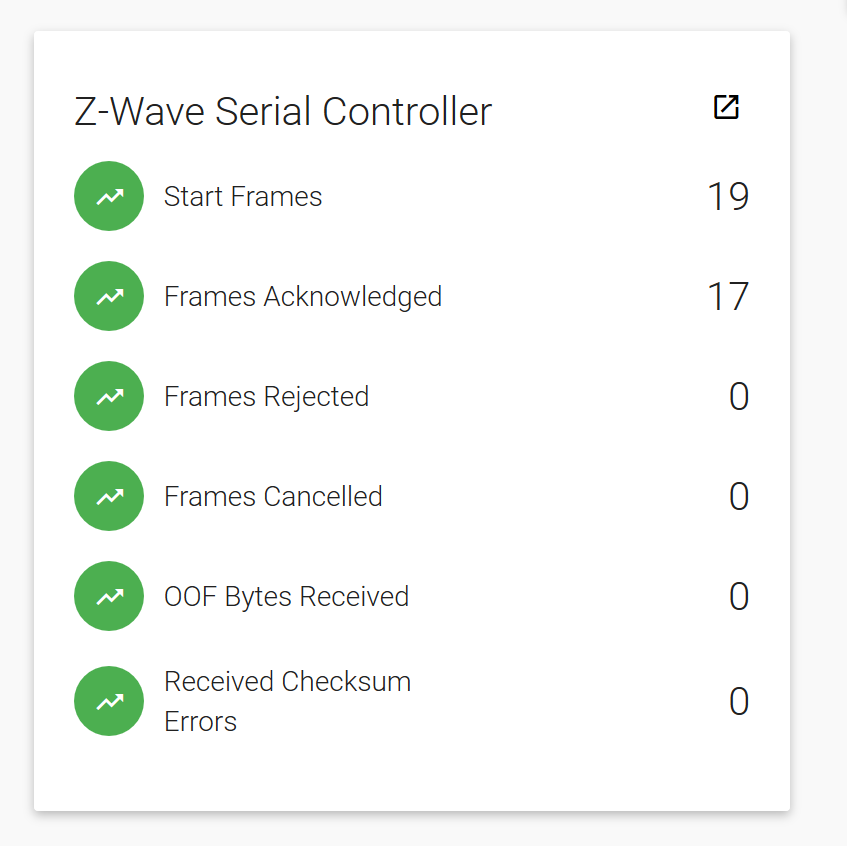 Z-Wave Serial Controller
Start Frames 19
Frames Acknowledged 17
Frames Rejected 0
Frames Cancelled 0
OOF Bytes Received 0
Received Checksum
Errors 0